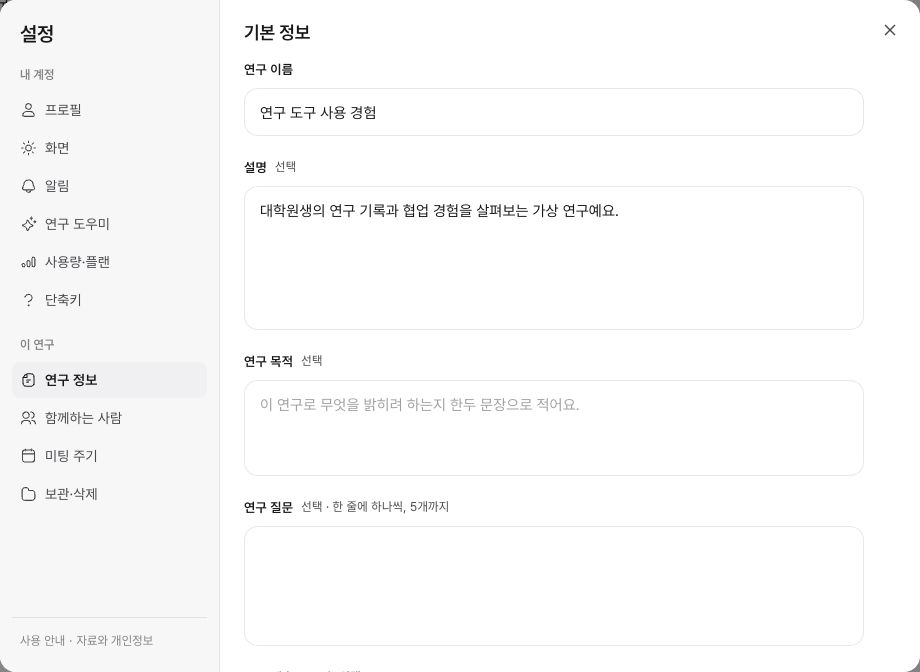 설정
내 계정
프로필
화면
알림
연구 도우미
사용량·플랜
단축키
이 연구
연구 정보
함께하는 사람
미팅 주기
보관·삭제
사용 안내 · 자료와 개인정보
기본 정보
연구 이름
연구 도구 사용 경험
설명 선택
대학원생의 연구 기록과 협업 경험을 살펴보는 가상 연구예요.
연구 목적 선택
이 연구로 무엇을 밝히려 하는지 한두 문장으로 적어요.
연구 질문 선택 · 한 줄에 하나씩, 5개까지